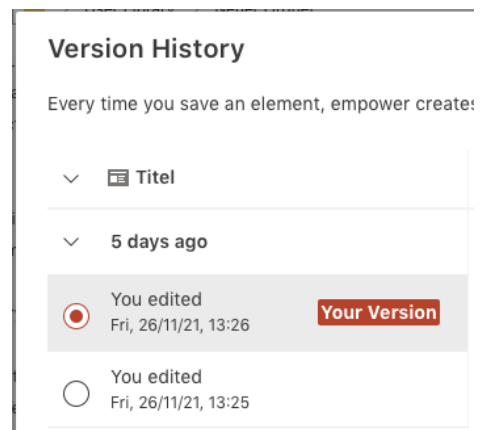 Version History
Every time you save an element, empower creates
Titel
5 days ago
You edited
Fri, 26/11/21, 13:26
Your Version
You edited
Fri, 26/11/21, 13:25